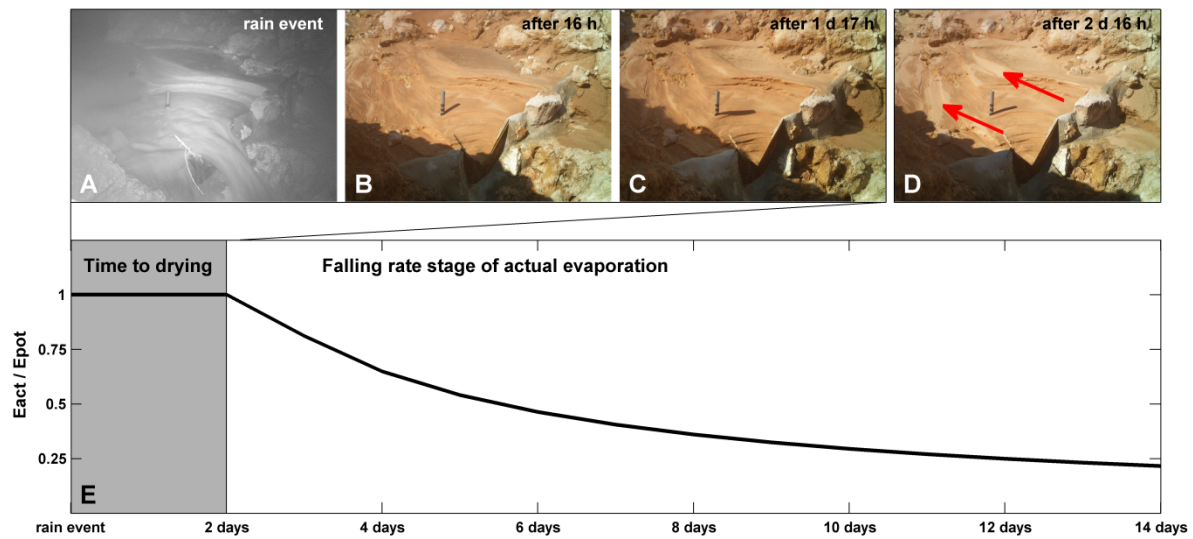 rain event
after 16 h
after 1 d 17 h
after 2 d 16 h
A
B
C
D
Time to drying
Falling rate stage of actual evaporation
Eact / Epot
1
0.75
0.5
0.25
E
rain event
2 days
4 days
6 days
8 days
10 days
12 days
14 days